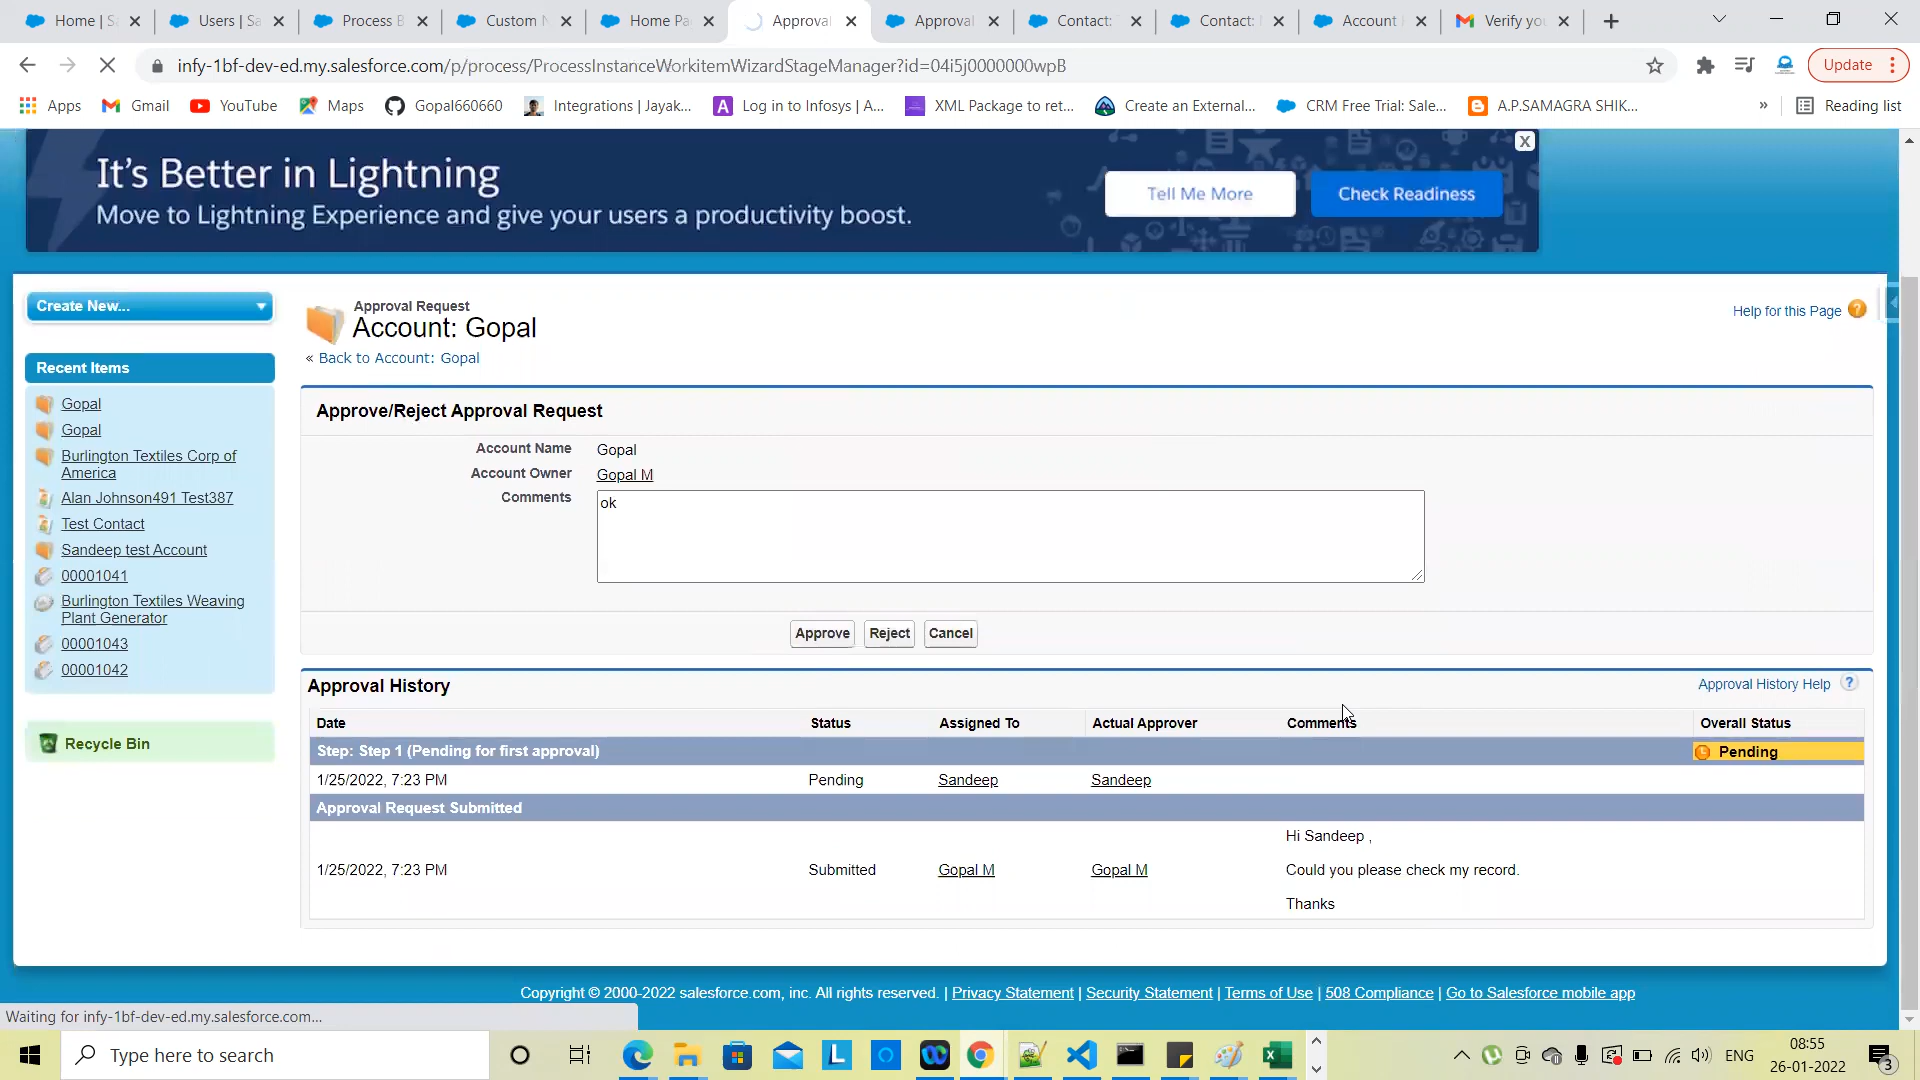 Home | S
Users | Sa
Process B
Custom N
Home Pa
Approval
Approval
Contact:
Contact:
Account
Verify yo
infy-1bf-dev-ed.my.salesforce.com/p/process/ProcessInstanceWorkitemWizardStageManager?id=04i5j0000000wpB
Update
Apps
Gmail
YouTube
Maps
Gopal660660
Integrations | Jayak...
Log in to Infosys | A...
XML Package to ret...
Create an External...
CRM Free Trial: Sale...
A.P.SAMAGRA SHIK...
»
Reading list
It's Better in Lightning
Move to Lightning Experience and give your users a productivity boost.
Tell Me More
Check Readiness
X
Create New...
Recent Items
Gopal
Gopal
Burlington Textiles Corp of
America
Alan Johnson491 Test387
Test Contact
Sandeep test Account
00001041
Burlington Textiles Weaving
Plant Generator
00001043
00001042
Recycle Bin
Approval Request
Account: Gopal
« Back to Account: Gopal
Help for this Page ?
Approve/Reject Approval Request
Account Name Gopal
Account Owner Gopal M
Comments ok
Approve Reject Cancel
Approval History
Approval History Help ?
Date Status Assigned To Actual Approver Comments Overall Status
Step: Step 1 (Pending for first approval) Pending
1/25/2022, 7:23 PM Pending Sandeep Sandeep
Approval Request Submitted
Hi Sandeep ,
1/25/2022, 7:23 PM Submitted Gopal M Gopal M Could you please check my record.
Thanks
Copyright © 2000-2022 salesforce.com, inc. All rights reserved. | Privacy Statement | Security Statement | Terms of Use | 508 Compliance | Go to Salesforce mobile app
Waiting for infy-1bf-dev-ed.my.salesforce.com...
Type here to search
L
ENG
08:55
26-01-2022
3